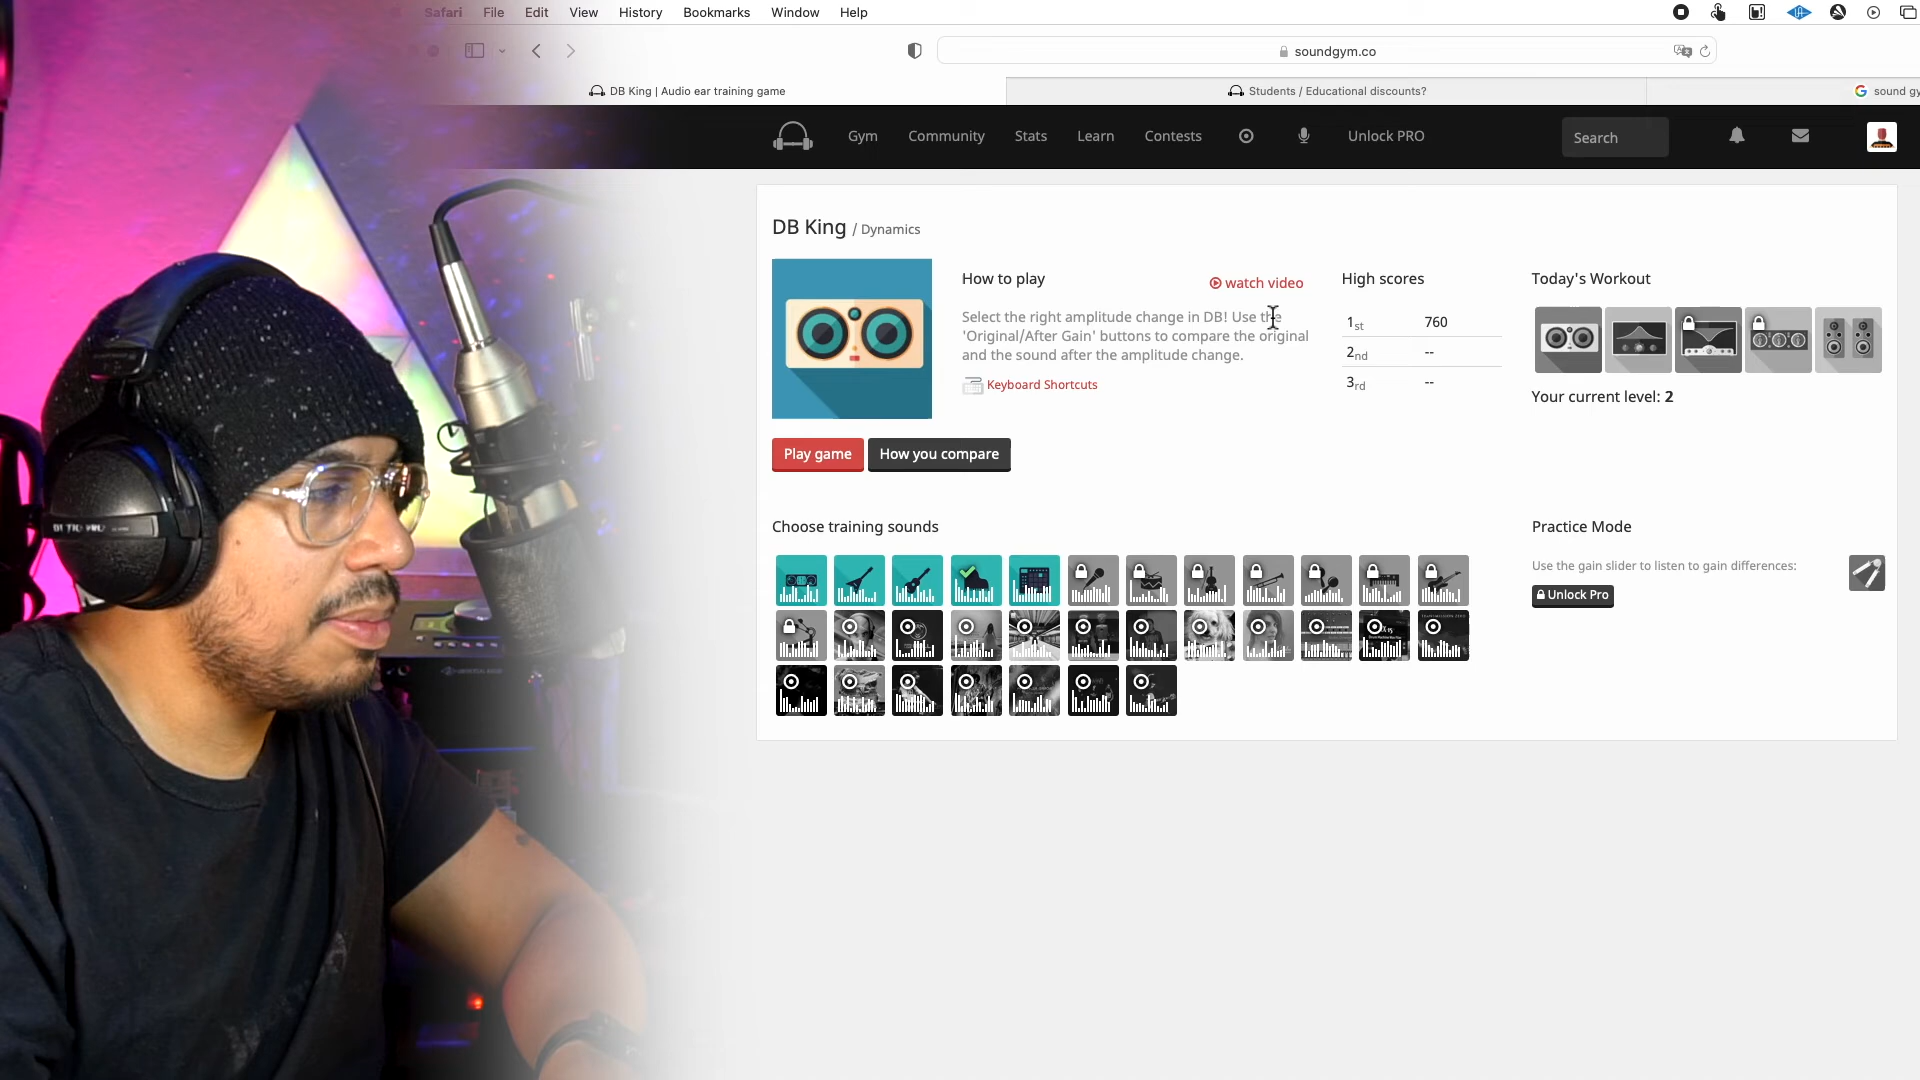 Safari File Edit View History Bookmarks Window Help
soundgym.co
DB King | Audio ear training game
Students / Educational discounts?
sound gy
Gym Community Stats Learn Contests Unlock PRO Search
DB King / Dynamics
How to play
watch video
Select the right amplitude change in DB! Use the
'Original/After Gain' buttons to compare the original
and the sound after the amplitude change.
Keyboard Shortcuts
High scores
1st 760
2nd --
3rd --
Today's Workout
Your current level: 2
Play game How you compare
Choose training sounds
Practice Mode
Use the gain slider to listen to gain differences:
Unlock Pro